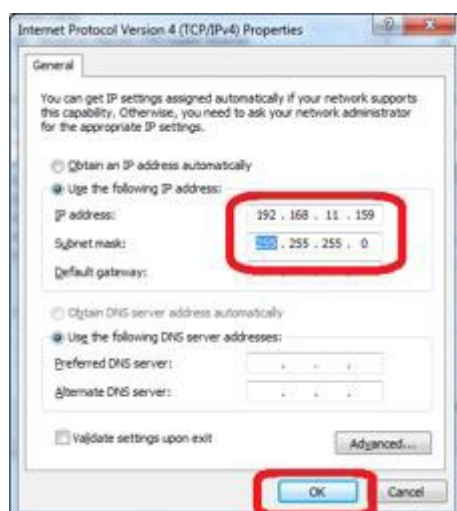 Internet Protocol Version 4 (TCP/IPv4) Properties
General
You can get IP settings assigned automatically if your network supports
this capability. Otherwise, you need to ask your network administrator
for the appropriate IP settings.
Obtain an IP address automatically
Use the following IP address:
IP address: 192 . 168 . 11 . 159
Subnet mask: 255 . 255 . 255 . 0
Default gateway:
Obtain DNS server address automatically
Use the following DNS server addresses:
Preferred DNS server: . . .
Alternate DNS server: . . .
Validate settings upon exit
Advanced...
OK Cancel